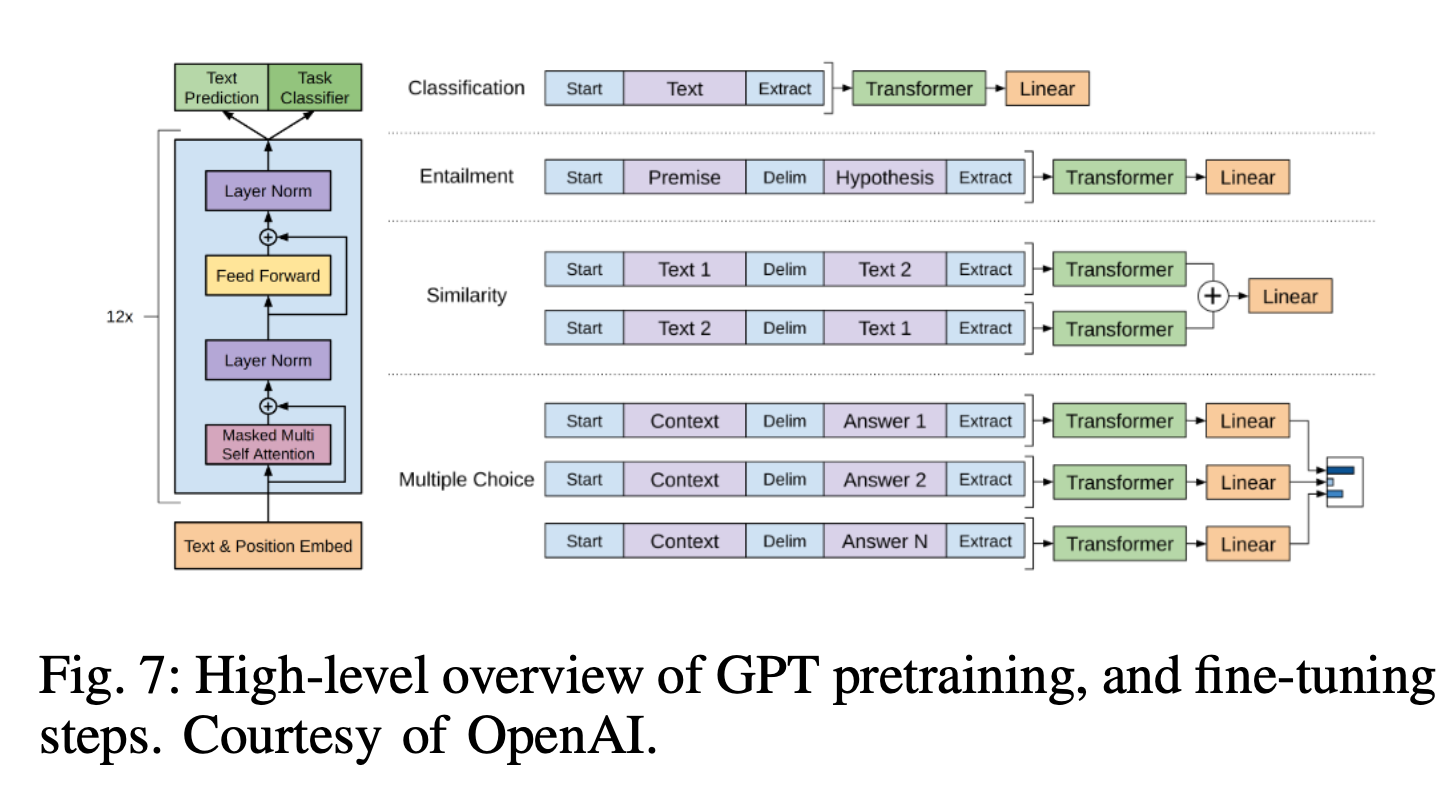 Text
Prediction
Task
Classifier
12x
Layer Norm
Feed Forward
Layer Norm
Masked Multi
Self Attention
Text & Position Embed
Classification Start Text Extract Transformer Linear
Entailment Start Premise Delim Hypothesis Extract Transformer Linear
Similarity
Start Text 1 Delim Text 2 Extract Transformer
Start Text 2 Delim Text 1 Extract Transformer
Linear
Multiple Choice
Start Context Delim Answer 1 Extract Transformer Linear
Start Context Delim Answer 2 Extract Transformer Linear
Start Context Delim Answer N Extract Transformer Linear
Fig. 7: High-level overview of GPT pretraining, and fine-tuning
steps. Courtesy of OpenAI.